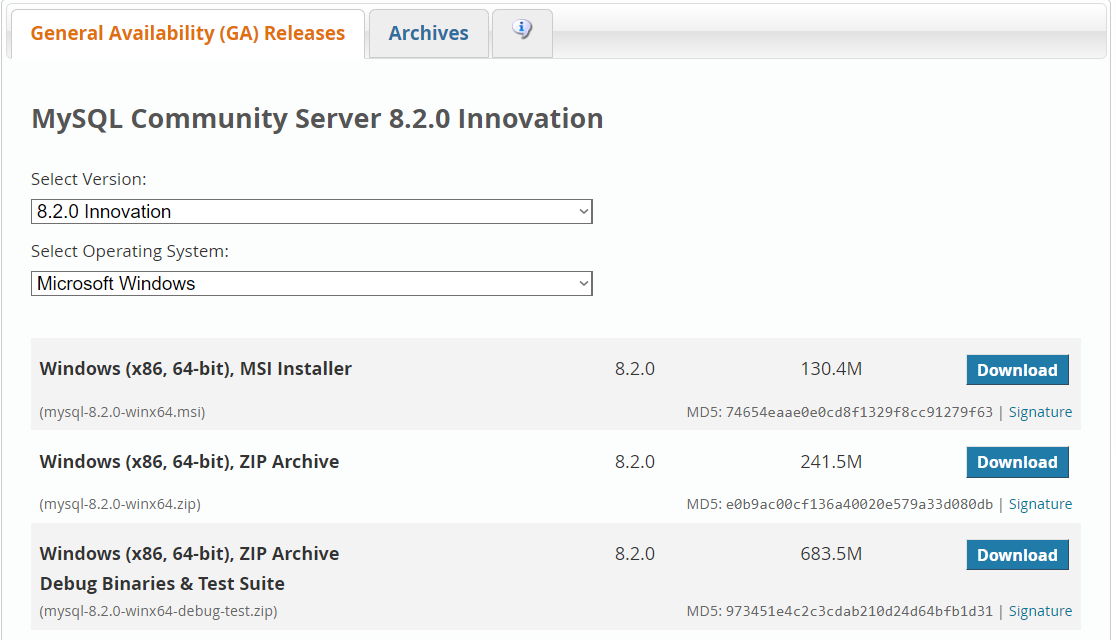 General Availability (GA) Releases
Archives
MySQL Community Server 8.2.0 Innovation
Select Version:
8.2.0 Innovation
Select Operating System:
Microsoft Windows
Windows (x86, 64-bit), MSI Installer 8.2.0 130.4M Download
(mysql-8.2.0-winx64.msi) MD5: 74654eaae0e0cd8f1329f8cc91279f63 | Signature
Windows (x86, 64-bit), ZIP Archive 8.2.0 241.5M Download
(mysql-8.2.0-winx64.zip) MD5: e0b9ac00cf136a40020e579a33d080db | Signature
Windows (x86, 64-bit), ZIP Archive 8.2.0 683.5M Download
Debug Binaries & Test Suite
(mysql-8.2.0-winx64-debug-test.zip) MD5: 973451e4c2c3cdab210d24d64bfb1d31 | Signature